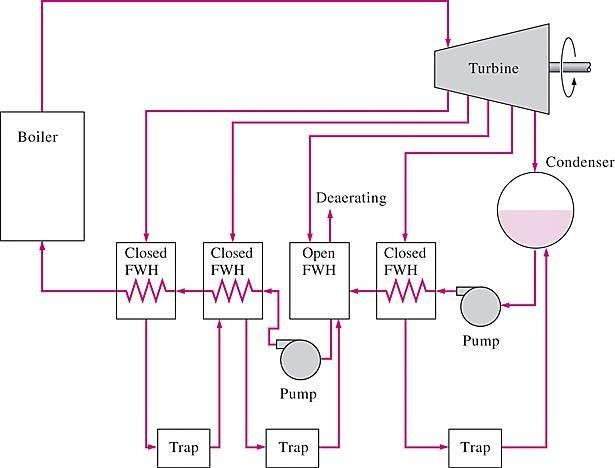 Turbine
Boiler
Condenser
Deaerating
Closed
FWH
Closed
FWH
Open
FWH
Closed
FWH
Pump
Pump
Trap
Trap
Trap